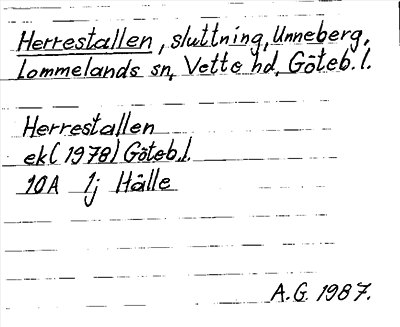 Herrestallen, sluttning, Unneberg,
Lommelands sn, Vette hd, Göteb. l.
Herrestallen
ek (1978) Göteb. l.
10A 1j Hälle
A.G. 1987.